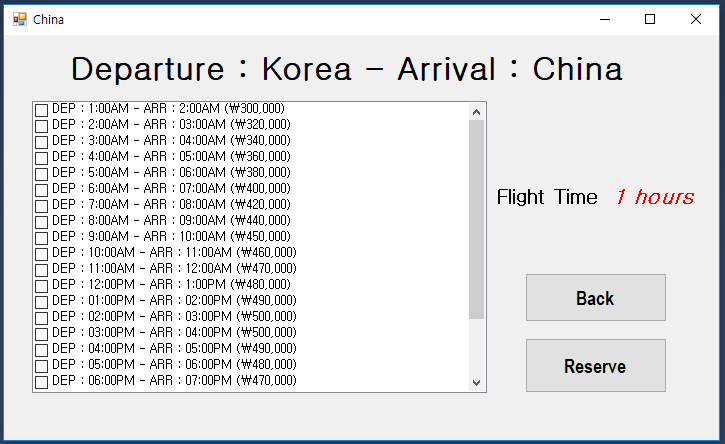 China
Departure : Korea - Arrival : China
DEP : 1:00AM - ARR : 2:00AM (₩300,000)
DEP : 2:00AM - ARR : 03:00AM (₩320,000)
DEP : 3:00AM - ARR : 04:00AM (₩340,000)
DEP : 4:00AM - ARR : 05:00AM (₩360,000)
DEP : 5:00AM - ARR : 06:00AM (₩380,000)
DEP : 6:00AM - ARR : 07:00AM (₩400,000)
DEP : 7:00AM - ARR : 08:00AM (₩420,000)
DEP : 8:00AM - ARR : 09:00AM (₩440,000)
DEP : 9:00AM - ARR : 10:00AM (₩450,000)
DEP : 10:00AM - ARR : 11:00AM (₩460,000)
DEP : 11:00AM - ARR : 12:00AM (₩470,000)
DEP : 12:00PM - ARR : 1:00PM (₩480,000)
DEP : 01:00PM - ARR : 02:00PM (₩490,000)
DEP : 02:00PM - ARR : 03:00PM (₩500,000)
DEP : 03:00PM - ARR : 04:00PM (₩500,000)
DEP : 04:00PM - ARR : 05:00PM (₩490,000)
DEP : 05:00PM - ARR : 06:00PM (₩480,000)
DEP : 06:00PM - ARR : 07:00PM (₩470,000)
Flight Time 1 hours
Back
Reserve